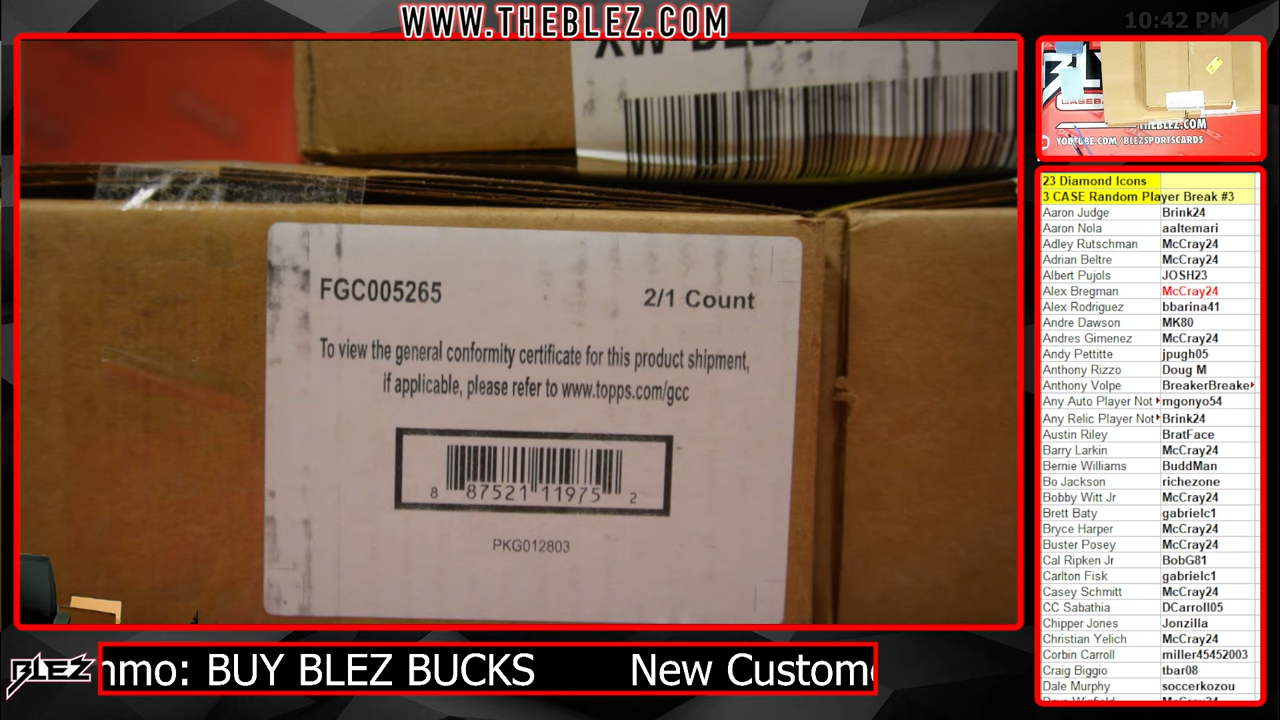 WWW.THEBLEZ.COM
10:42 PM
FGC005265
2/1 Count
To view the general conformity certificate for this product shipment,
if applicable, please refer to www.topps.com/gcc
8 87521 11975 2
PKG012803
THEBLEZ.COM
YOUTUBE.COM/BLEZSPORTSCARDS
23 Diamond Icons
3 CASE Random Player Break #3
Aaron Judge Brink24
Aaron Nola aaltemari
Adley Rutschman McCray24
Adrian Beltre McCray24
Albert Pujols JOSH23
Alex Bregman McCray24
Alex Rodriguez bbarina41
Andre Dawson MK80
Andres Gimenez McCray24
Andy Pettitte jpugh05
Anthony Rizzo Doug M
Anthony Volpe BreakerBreake
Any Auto Player Not mgonyo54
Any Relic Player Not Brink24
Austin Riley BratFace
Barry Larkin McCray24
Bernie Williams BuddMan
Bo Jackson richezone
Bobby Witt Jr McCray24
Brett Baty gabrielc1
Bryce Harper McCray24
Buster Posey McCray24
Cal Ripken Jr BobG81
Carlton Fisk gabrielc1
Casey Schmitt McCray24
CC Sabathia DCarroll05
Chipper Jones Jonzilla
Christian Yelich McCray24
Corbin Carroll miller45452003
Craig Biggio tbar08
Dale Murphy soccerkozou
BLEZ
mo: BUY BLEZ BUCKS New Custome